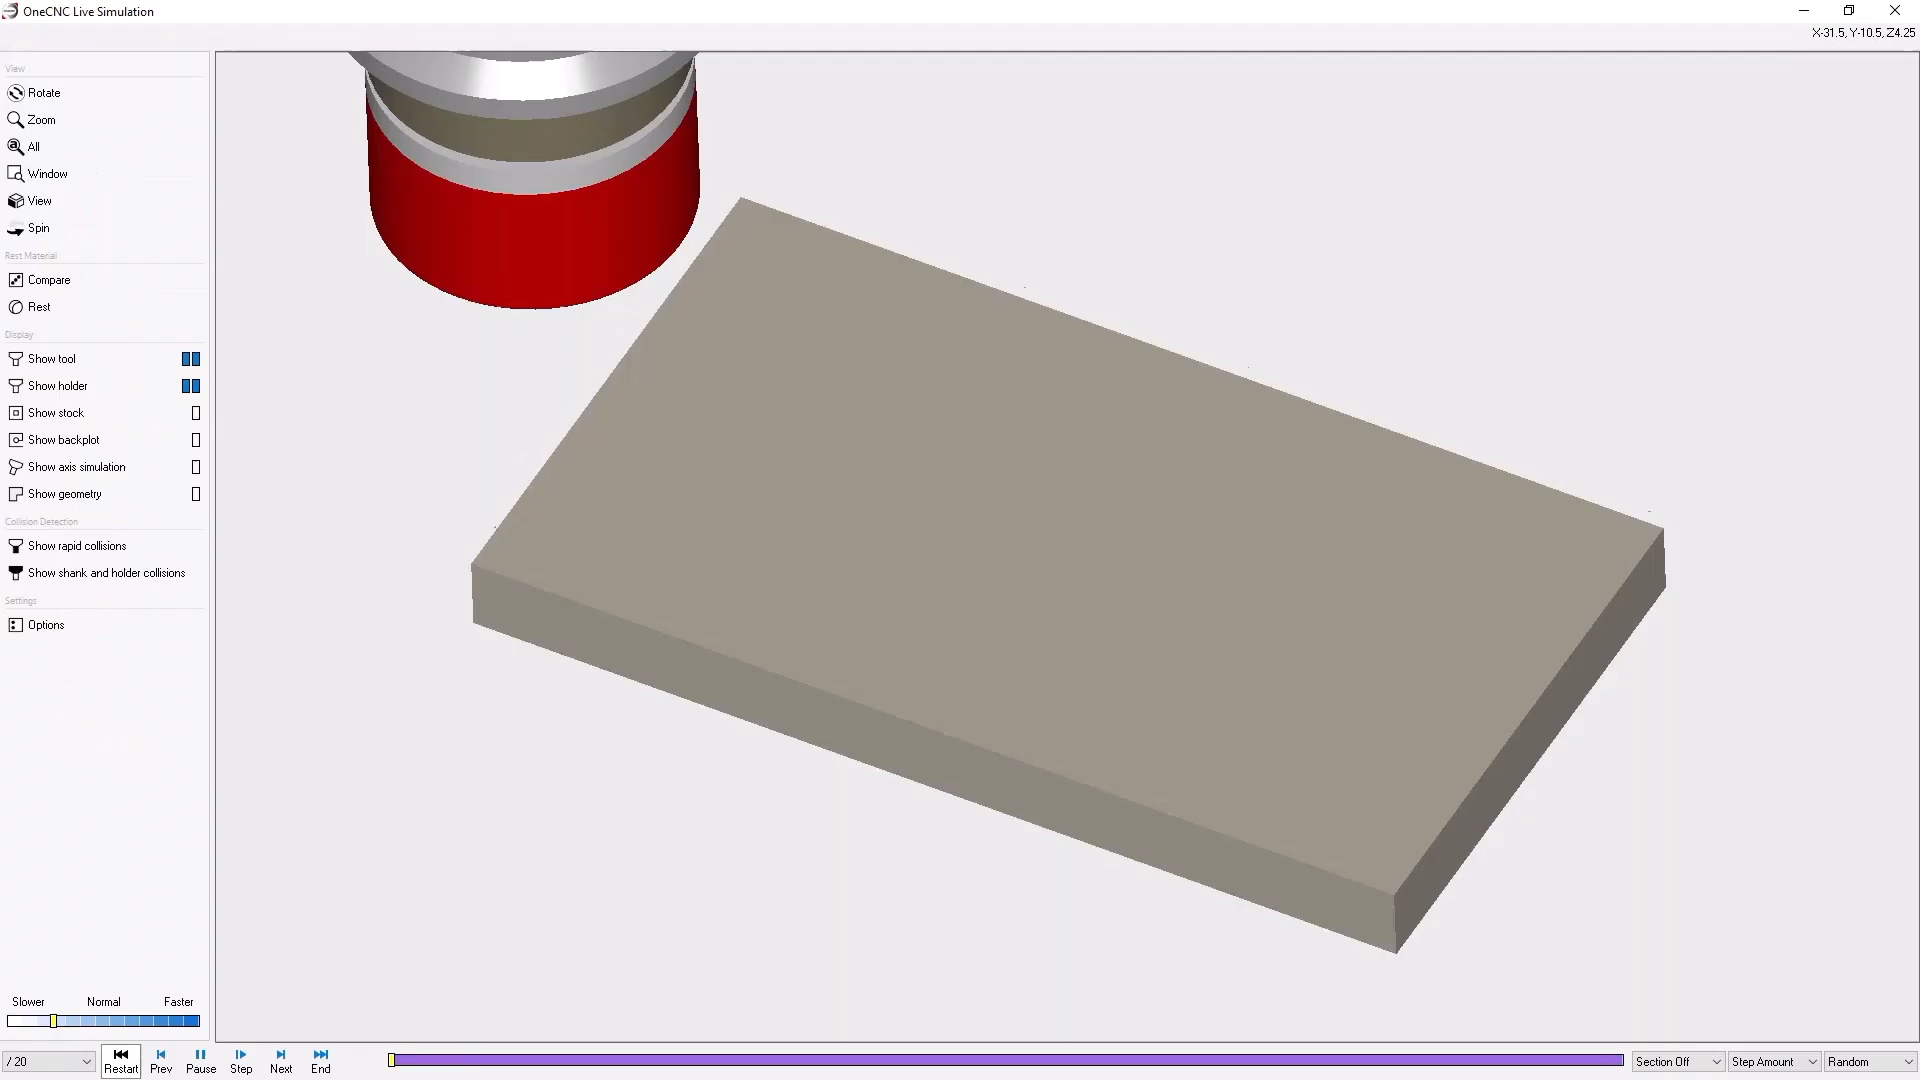 OneCNC Live Simulation
X-31.5, Y-10.5, Z4.25
View
Rotate
Zoom
All
Window
View
Spin
Rest Material
Compare
Rest
Display
Show tool
Show holder
Show stock
Show backplot
Show axis simulation
Show geometry
Collision Detection
Show rapid collisions
Show shank and holder collisions
Settings
Options
Slower Normal Faster
/ 20 Restart Prev Pause Step Next End Section Off Step Amount Random